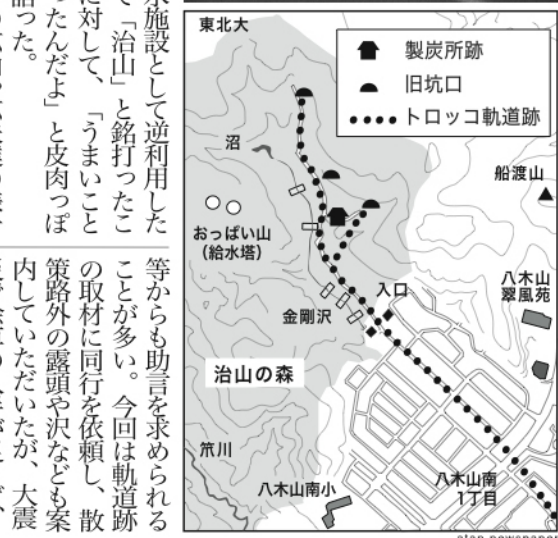 水施設として逆利用した
て「治山」と銘打ったこ
に対して、「うまいこと
ったんだよ」と皮肉っぽ
語った。
等からも助言を求められる
ことが多い。今回は軌道跡
の取材に同行を依頼し、散
策路外の露頭や沢なども案
内していただいたが、大震
東北大
製炭所跡
旧坑口
トロッコ軌道跡
沼
船渡山
おっぱい山
(給水塔)
入口
八木山
翠風苑
金剛沢
治山の森
笊川
八木山南小
八木山南
1丁目